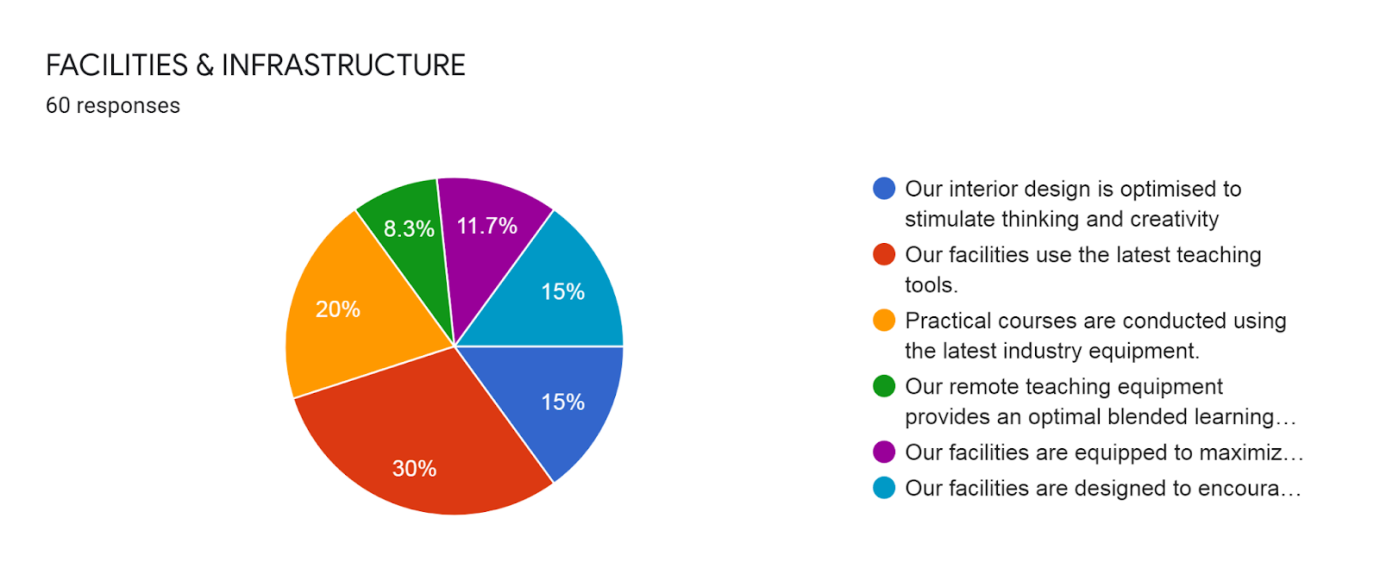 FACILITIES & INFRASTRUCTURE
60 responses
8.3%
11.7%
15%
20%
15%
30%
Our interior design is optimised to
stimulate thinking and creativity
Our facilities use the latest teaching
tools.
Practical courses are conducted using
the latest industry equipment.
Our remote teaching equipment
provides an optimal blended learning…
Our facilities are equipped to maximiz…
Our facilities are designed to encoura…